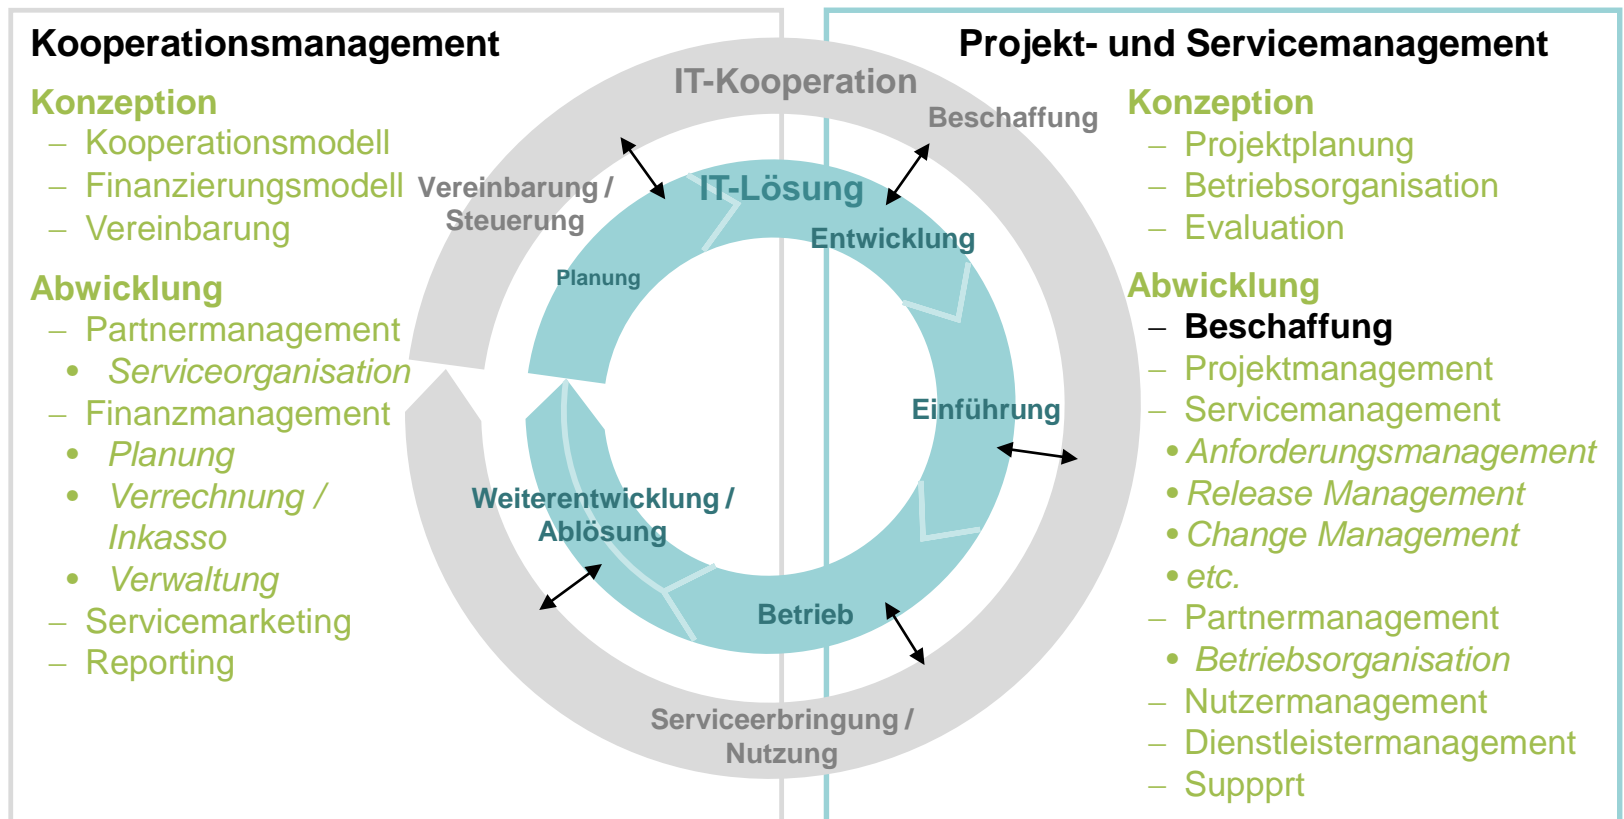 Kooperationsmanagement
Konzeption
– Kooperationsmodell
– Finanzierungsmodell
– Vereinbarung
Abwicklung
– Partnermanagement
• Serviceorganisation
– Finanzmanagement
• Planung
• Verrechnung /
Inkasso
• Verwaltung
– Servicemarketing
– Reporting
IT-Kooperation
Beschaffung
Vereinbarung /
Steuerung
IT-Lösung
Entwicklung
Planung
Einführung
Weiterentwicklung /
Ablösung
Betrieb
Serviceerbringung /
Nutzung
Projekt- und Servicemanagement
Konzeption
– Projektplanung
– Betriebsorganisation
– Evaluation
Abwicklung
– Beschaffung
– Projektmanagement
– Servicemanagement
• Anforderungsmanagement
• Release Management
• Change Management
• etc.
– Partnermanagement
• Betriebsorganisation
– Nutzermanagement
– Dienstleistermanagement
– Suppprt